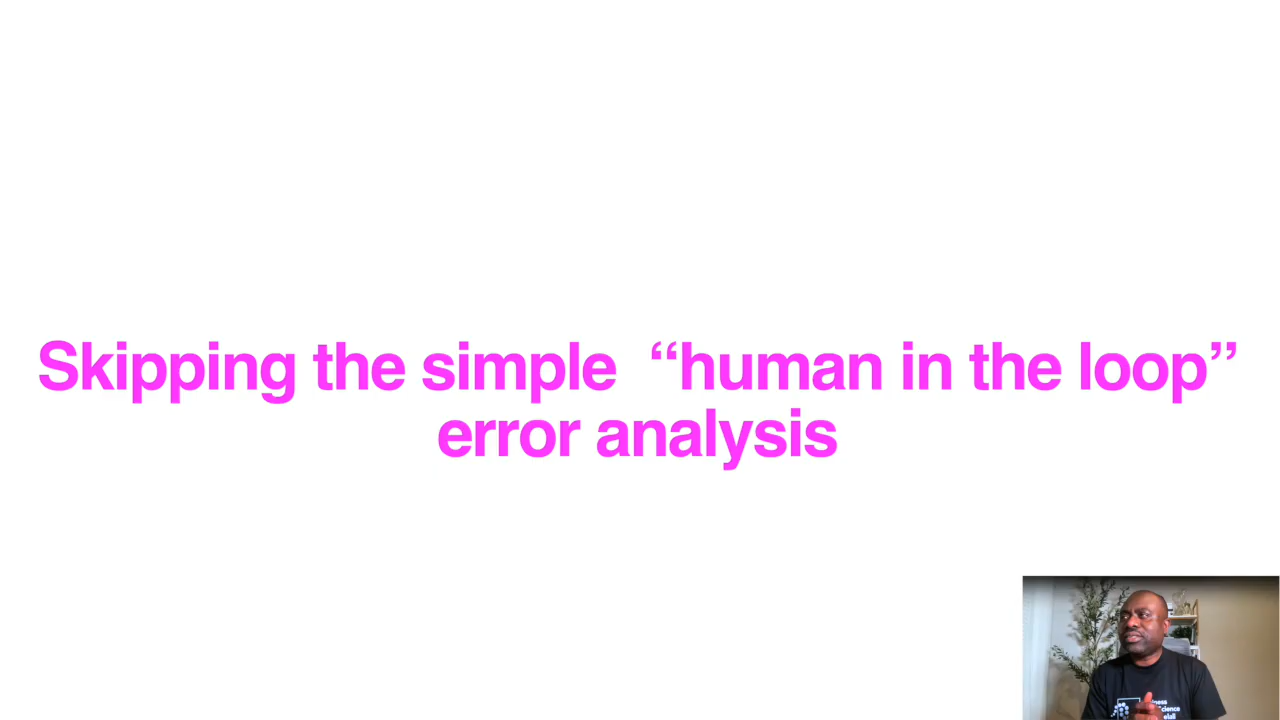 Skipping the simple “human in the loop”
error analysis